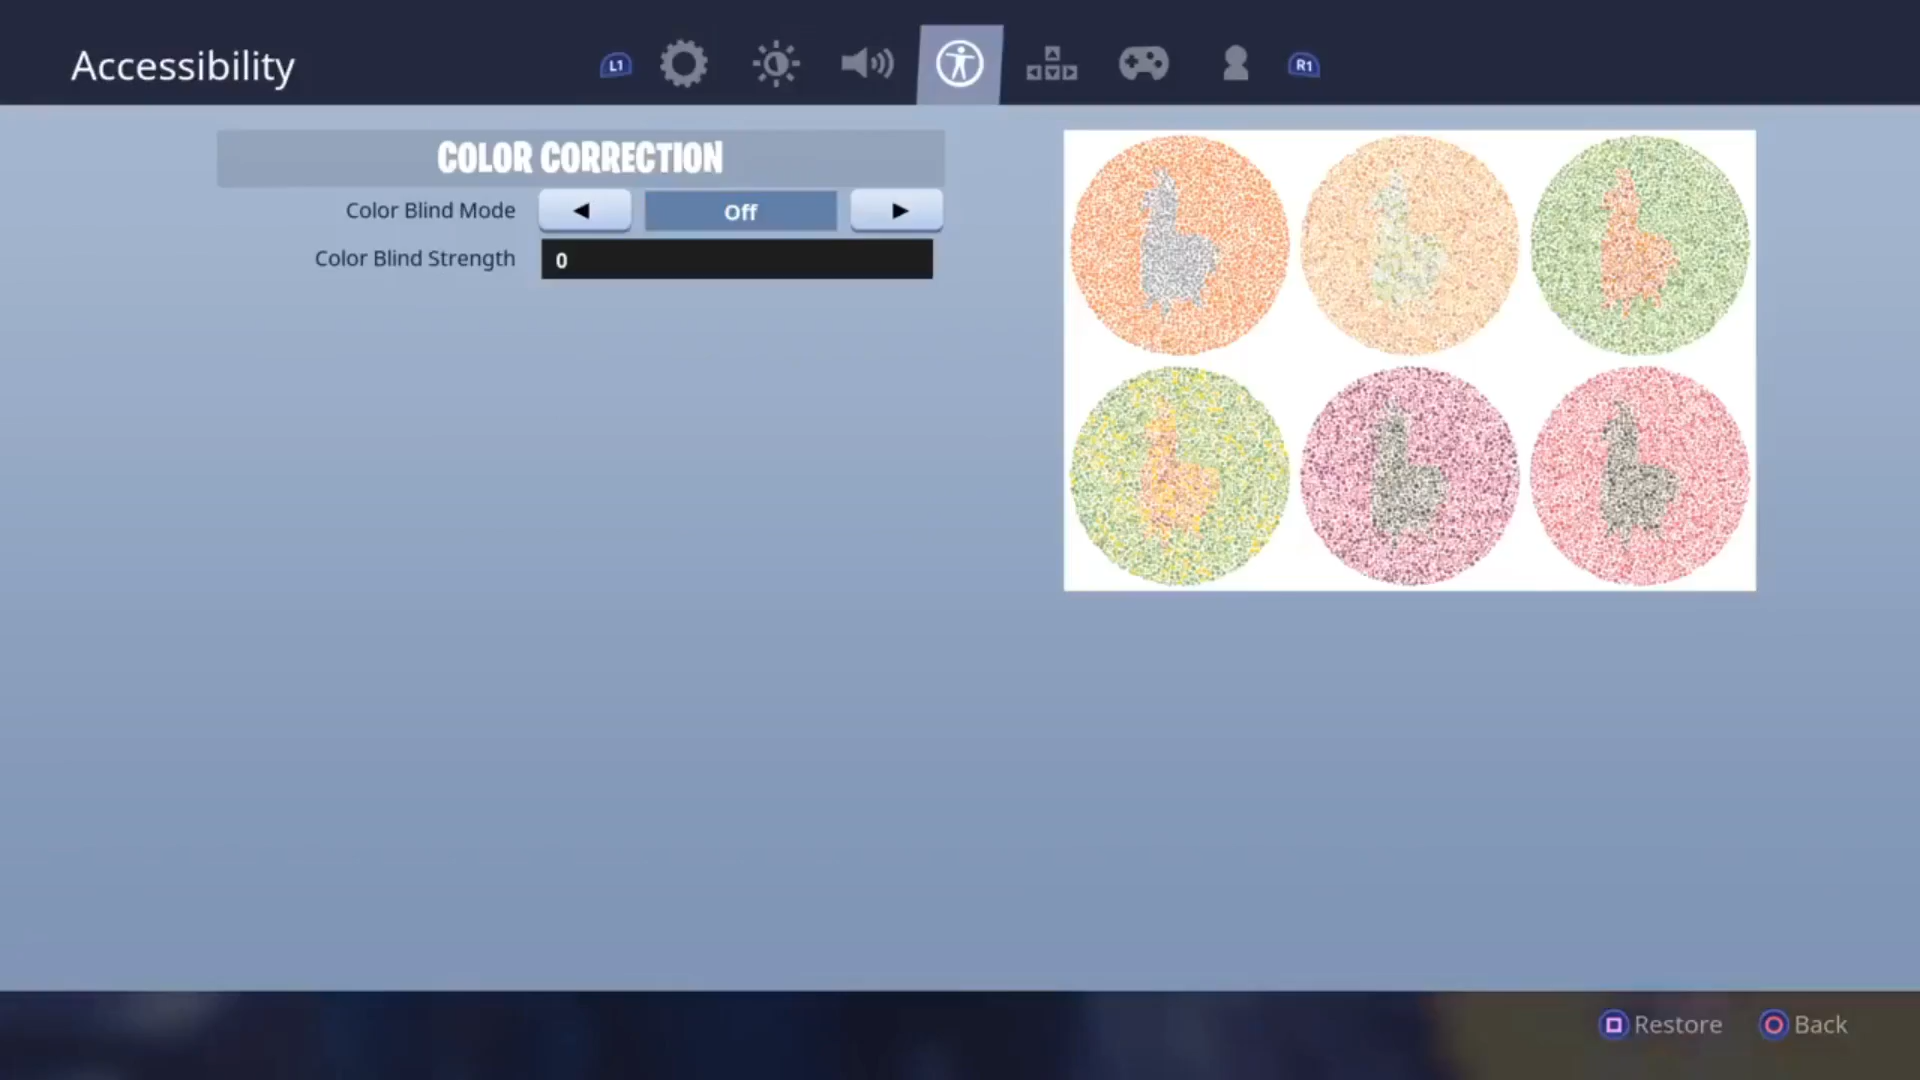 Accessibility
L1
R1
COLOR CORRECTION
Color Blind Mode
Off
Color Blind Strength
0
Restore
Back